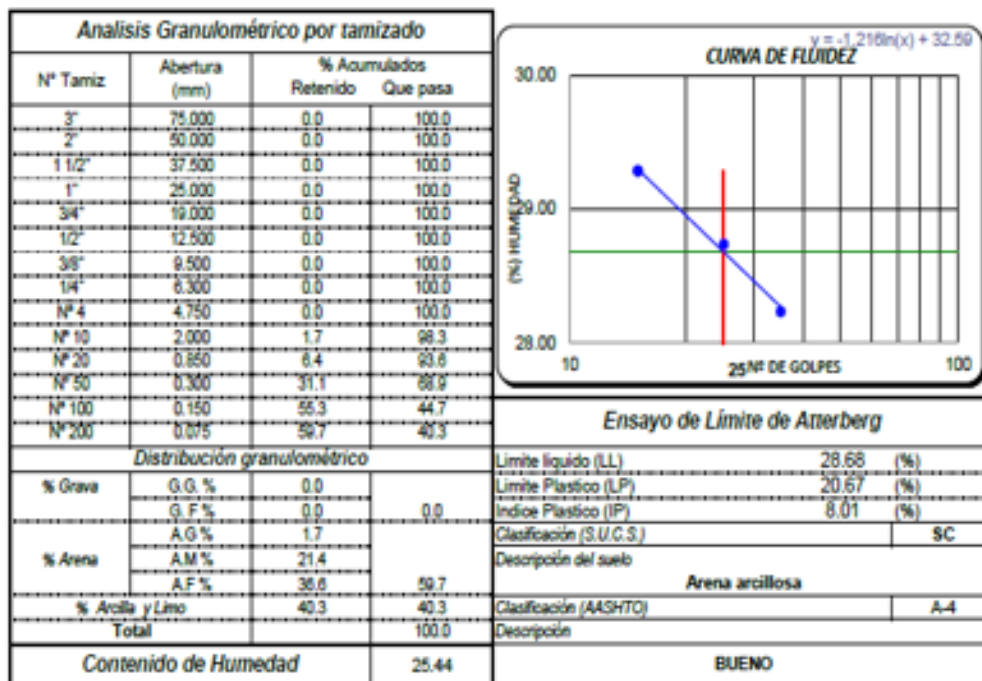 Analisis Granulométrico por tamizado
N° Tamiz Abertura (mm) % Acumulados
Retenido Que pasa
3" 75.000 0.0 100.0
2" 50.000 0.0 100.0
1 1/2" 37.500 0.0 100.0
1" 25.000 0.0 100.0
3/4" 19.000 0.0 100.0
1/2" 12.500 0.0 100.0
3/8" 9.500 0.0 100.0
1/4" 6.300 0.0 100.0
N° 4 4.750 0.0 100.0
N° 10 2.000 1.7 98.3
N° 20 0.850 6.4 93.6
N° 50 0.300 31.1 68.9
N° 100 0.150 55.3 44.7
N° 200 0.075 59.7 40.3
Distribución granulométrico
% Grava G.G. % 0.0
G. F % 0.0 0.0
% Arena A.G % 1.7
A.M % 21.4
A.F % 36.6 59.7
% Arcilla y Limo 40.3 40.3
Total 100.0
Contenido de Humedad 25.44
y = -1,216ln(x) + 32.59
CURVA DE FLUIDEZ
30.00
29.00
28.00
(%) HUMEDAD
10 25 N° DE GOLPES 100
Ensayo de Límite de Atterberg
Limite liquido (LL) 28.68 (%)
Limite Plastico (LP) 20.67 (%)
Indice Plastico (IP) 8.01 (%)
Clasificación (S.U.C.S.) SC
Descripción del suelo
Arena arcillosa
Clasificación (AASHTO) A-4
Descripción
BUENO